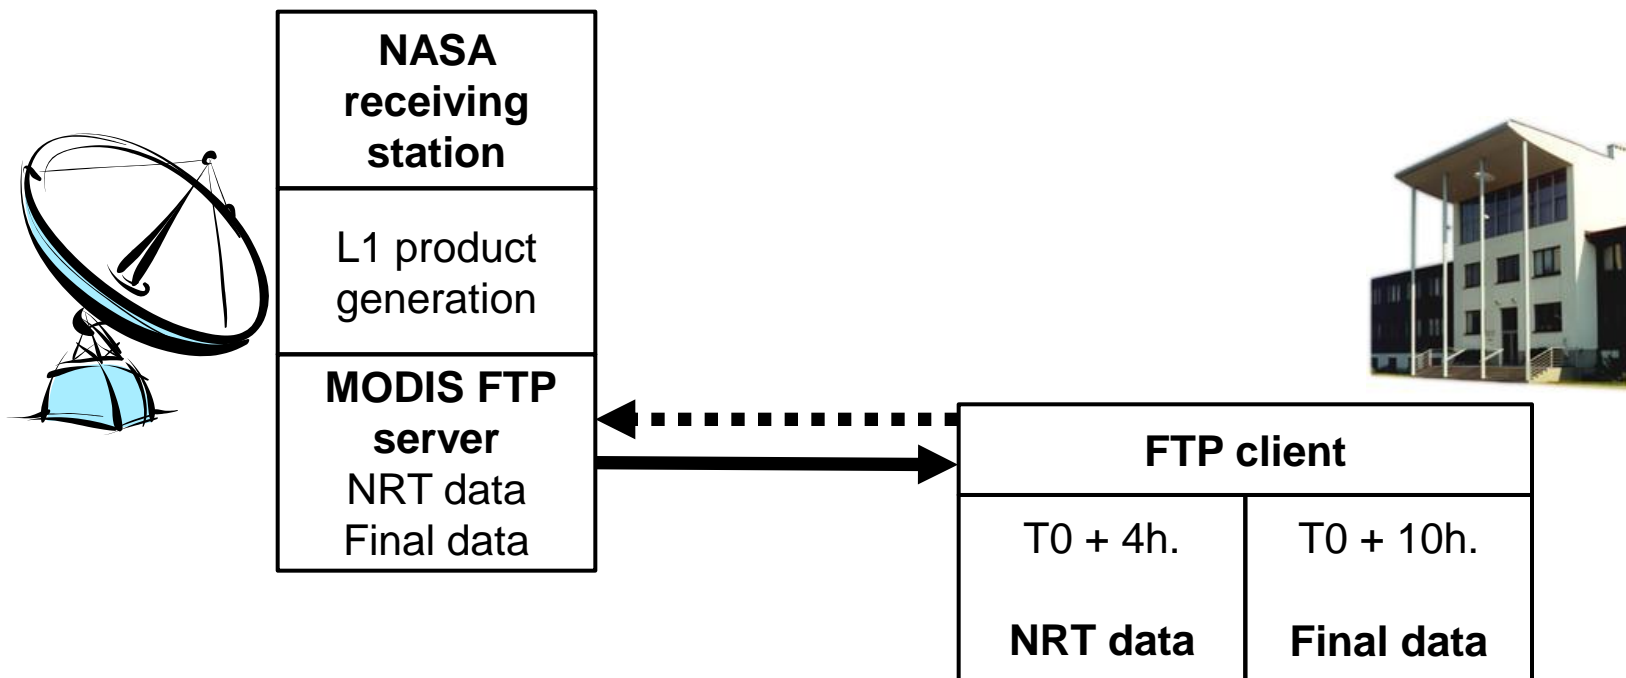 NASA
receiving
station
L1 product
generation
MODIS FTP
server
NRT data
Final data
FTP client
T0 + 4h.
NRT data
T0 + 10h.
Final data